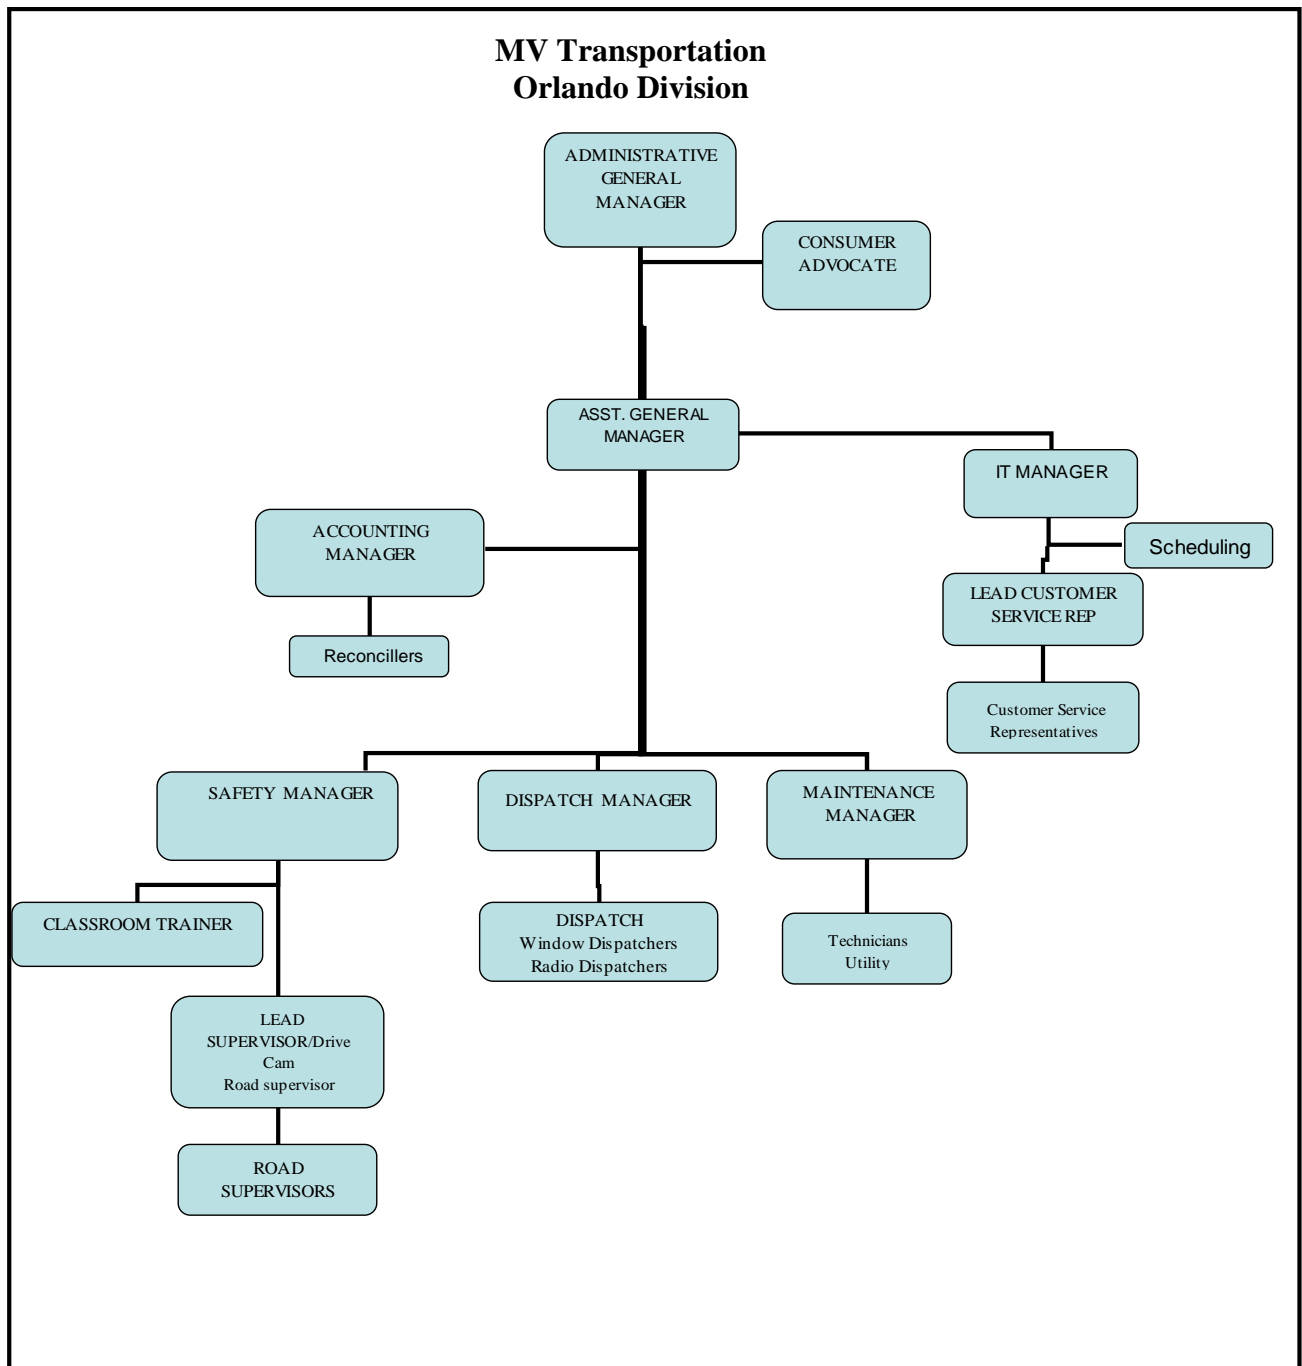 MV Transportation
Orlando Division
ADMINISTRATIVE
GENERAL
MANAGER
CONSUMER
ADVOCATE
ASST. GENERAL
MANAGER
IT MANAGER
ACCOUNTING
MANAGER
Scheduling
LEAD CUSTOMER
SERVICE REP
Reconcillers
Customer Service
Representatives
SAFETY MANAGER
DISPATCH MANAGER
MAINTENANCE
MANAGER
CLASSROOM TRAINER
DISPATCH
Window Dispatchers
Radio Dispatchers
Technicians
Utility
LEAD
SUPERVISOR/Drive
Cam
Road supervisor
ROAD
SUPERVISORS